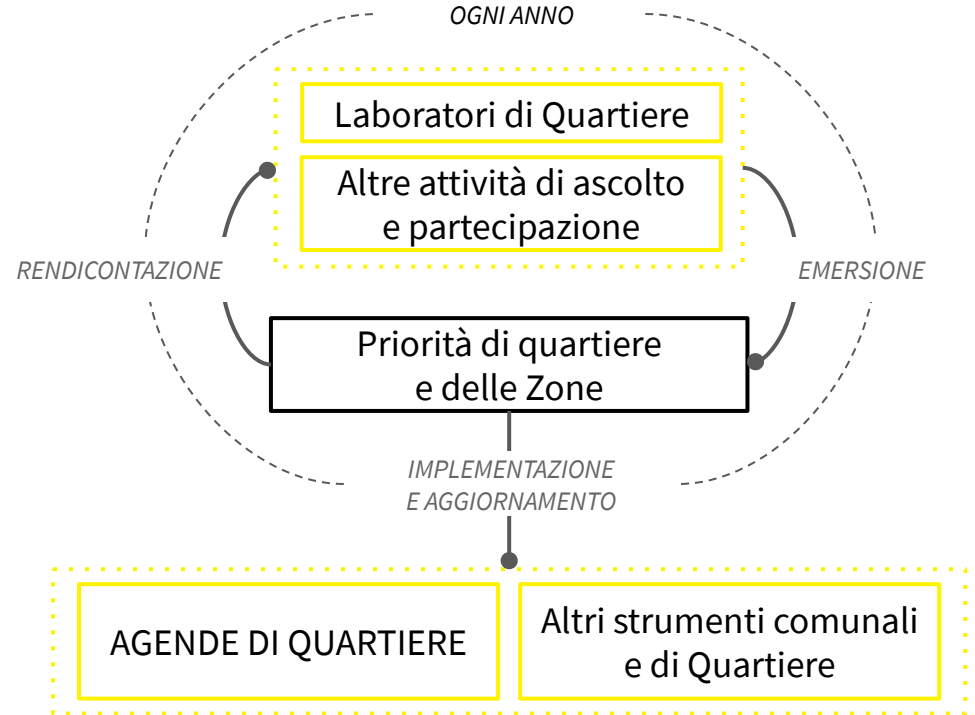 OGNI ANNO
Laboratori di Quartiere
Altre attività di ascolto
e partecipazione
RENDICONTAZIONE
EMERSIONE
Priorità di quartiere
e delle Zone
IMPLEMENTAZIONE
E AGGIORNAMENTO
AGENDE DI QUARTIERE
Altri strumenti comunali
e di Quartiere